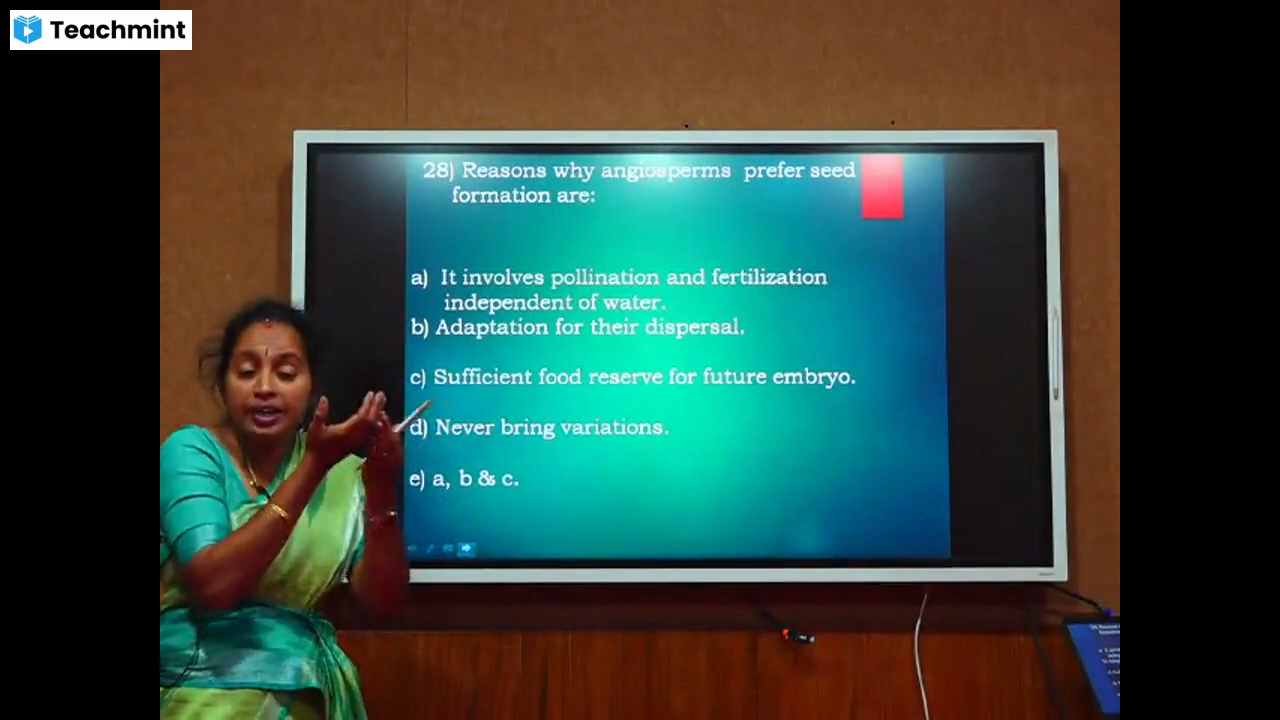 Teachmint
28) Reasons why angiosperms prefer seed
formation are:
a) It involves pollination and fertilization
independent of water.
b) Adaptation for their dispersal.
c) Sufficient food reserve for future embryo.
d) Never bring variations.
e) a, b & c.